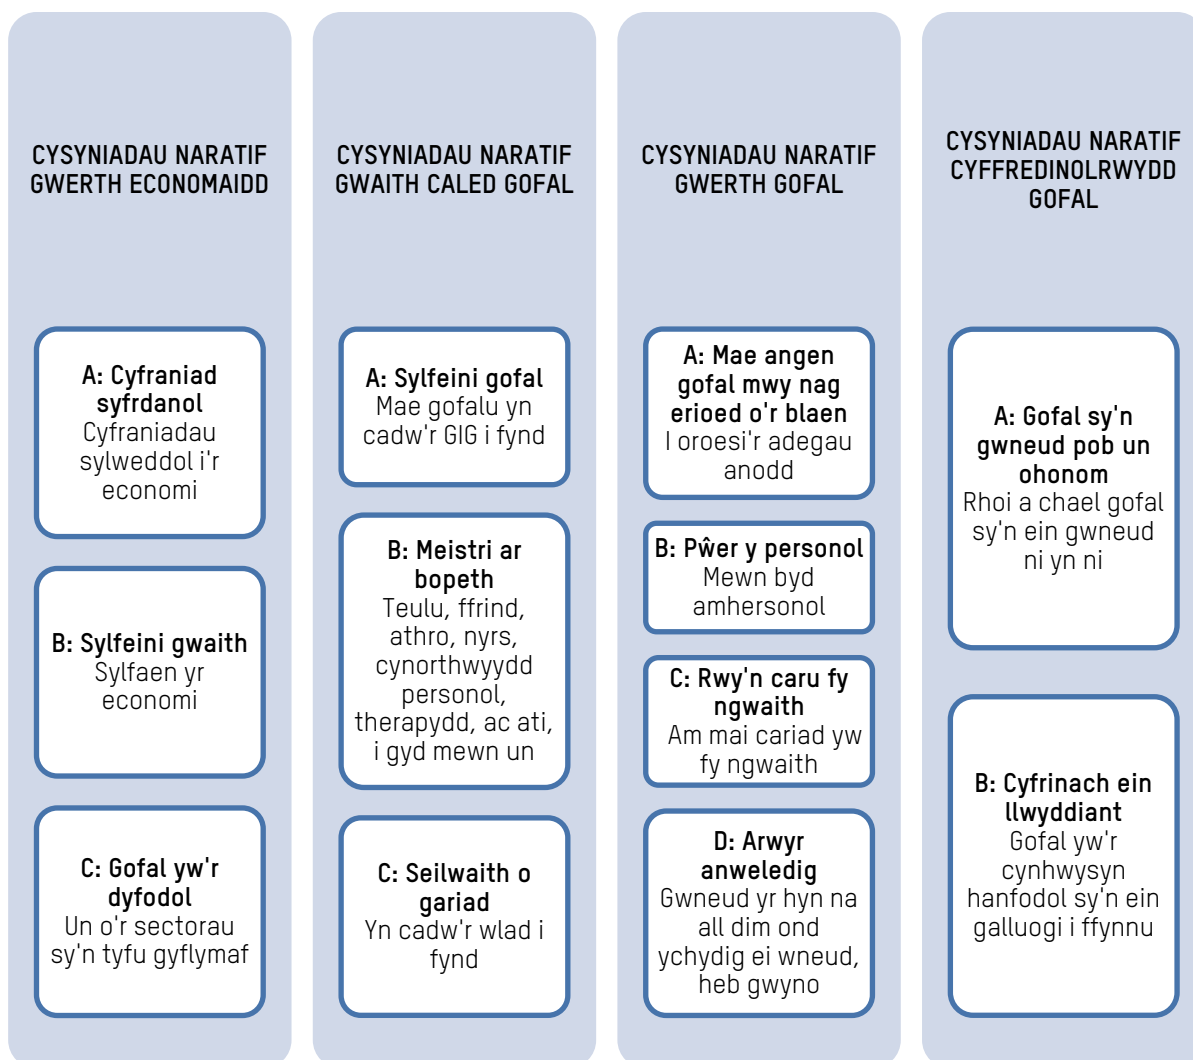 CYSYNIADAU NARATIF
GWERTH ECONOMAIDD
A: Cyfraniad
syfrdanol
Cyfraniadau
sylweddol i'r
economi
B: Sylfeini gwaith
Sylfaen yr
economi
C: Gofal yw'r
dyfodol
Un o'r sectorau
sy'n tyfu gyflymaf
CYSYNIADAU NARATIF
GWAITH CALED GOFAL
A: Sylfeini gofal
Mae gofalu yn
cadw'r GIG i fynd
B: Meistri ar
bopeth
Teulu, ffrind,
athro, nyrs,
cynorthwyydd
personol,
therapydd, ac ati,
i gyd mewn un
C: Seilwaith o
gariad
Yn cadw'r wlad i
fynd
CYSYNIADAU NARATIF
GWERTH GOFAL
A: Mae angen
gofal mwy nag
erioed o'r blaen
I oroesi'r adegau
anodd
B: Pŵer y personol
Mewn byd
amhersonol
C: Rwy'n caru fy
ngwaith
Am mai cariad yw
fy ngwaith
D: Arwyr
anweledig
Gwneud yr hyn na
all dim ond
ychydig ei wneud,
heb gwyno
CYSYNIADAU NARATIF
CYFFREDINOLRWYDD
GOFAL
A: Gofal sy'n
gwneud pob un
ohonom
Rhoi a chael gofal
sy'n ein gwneud
ni yn ni
B: Cyfrinach ein
llwyddiant
Gofal yw'r
cynhwysyn
hanfodol sy'n ein
galluogi i ffynnu